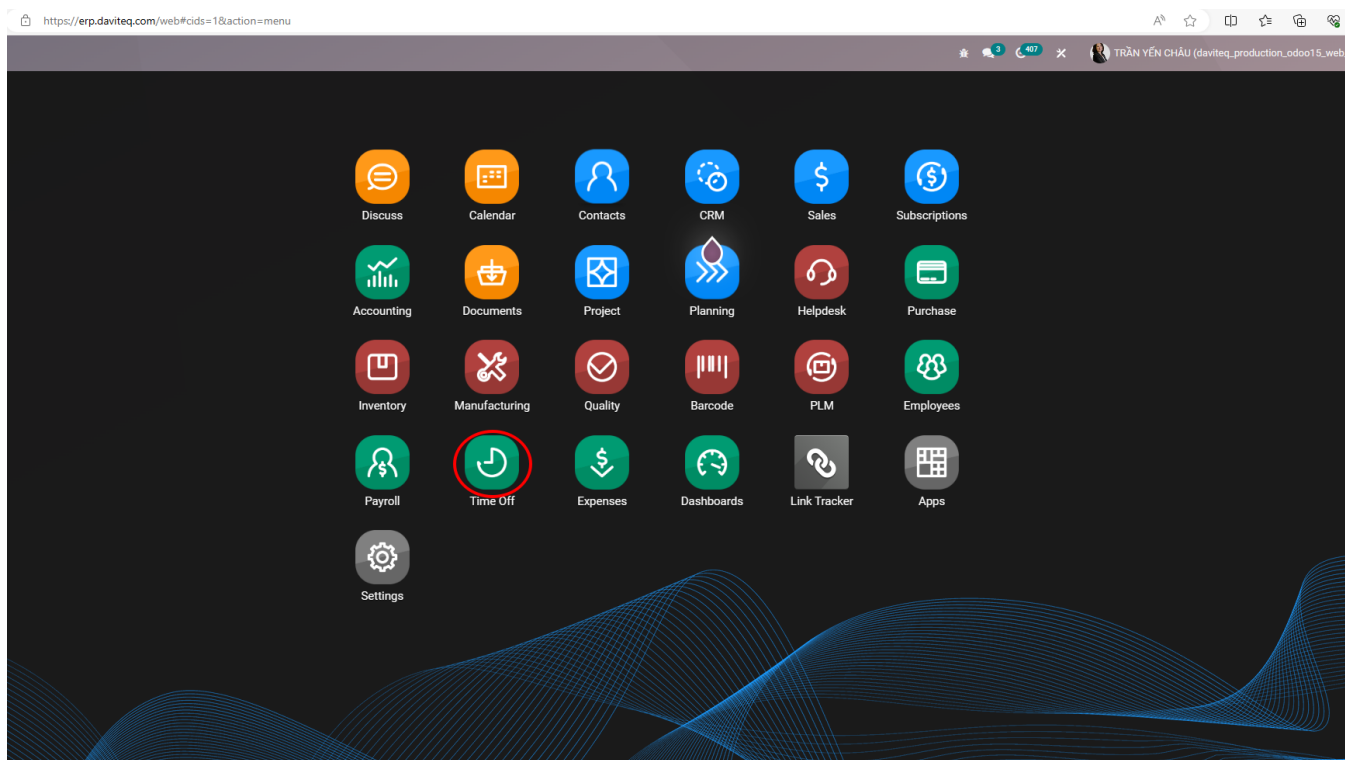 https://erp.daviteq.com/web#cids=1&action=menu
3 407 TRẦN YẾN CHÂU (daviteq_production_odoo15_web
Discuss Calendar Contacts CRM Sales Subscriptions
Accounting Documents Project Planning Helpdesk Purchase
Inventory Manufacturing Quality Barcode PLM Employees
Payroll Time Off Expenses Dashboards Link Tracker Apps
Settings